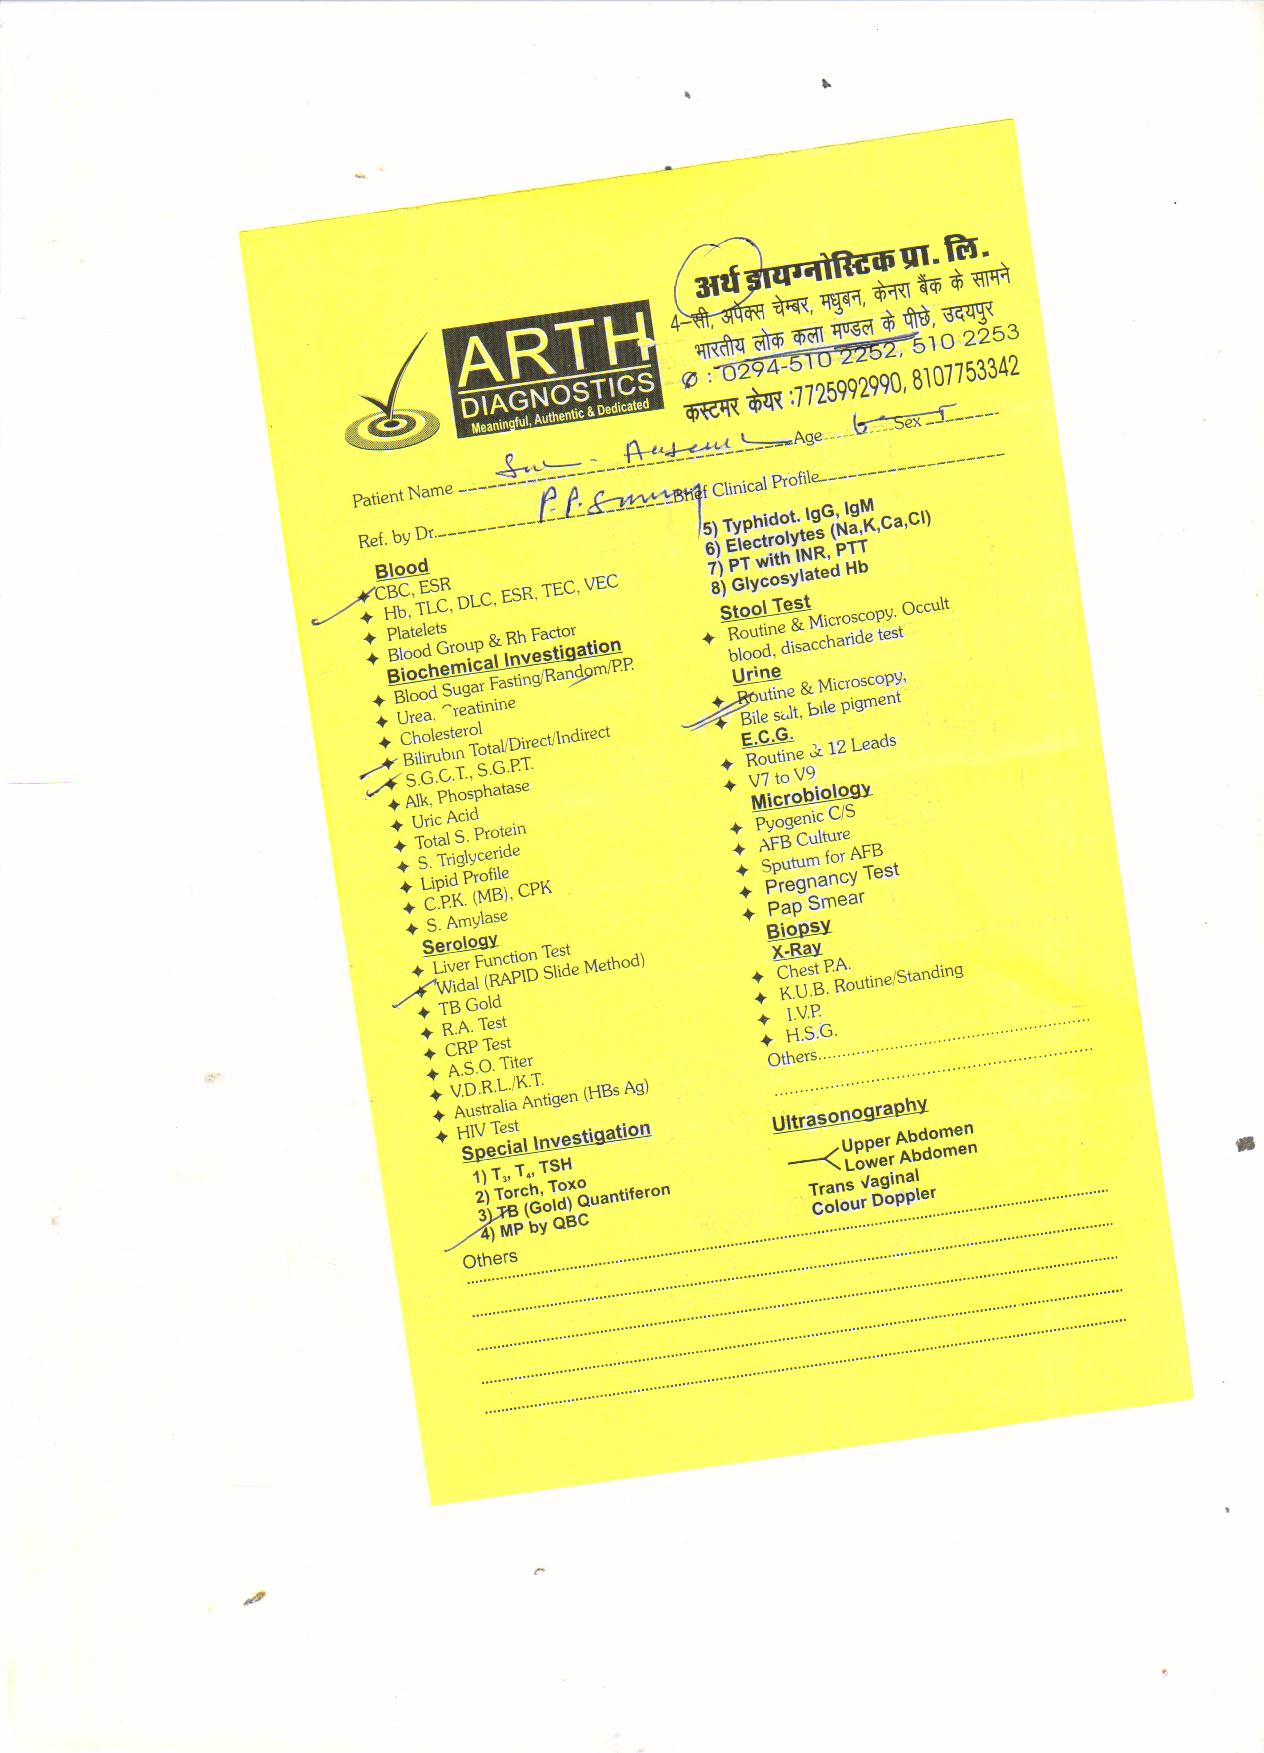 अर्थ डायग्नोस्टिक प्रा. लि.
4-सी, अपेक्स चेम्बर, मधुबन, केनरा बैंक के सामने
भारतीय लोक कला मण्डल के पीछे, उदयपुर
: 0294-510 2252, 510 2253
कस्टमर केयर :7725992990, 8107753342
ARTH
DIAGNOSTICS
Meaningful, Authentic & Dedicated
Patient Name Age Sex
Ref. by Dr. P.P. Brief Clinical Profile
Blood
CBC, ESR
Hb, TLC, DLC, ESR, TEC, VEC
Platelets
Blood Group & Rh Factor
Biochemical Investigation
Blood Sugar Fasting/Random/P.P.
Urea, Creatinine
Cholesterol
Bilirubin Total/Direct/Indirect
S.G.C.T., S.G.P.T.
Alk, Phosphatase
Uric Acid
Total S. Protein
S. Triglyceride
Lipid Profile
C.P.K. (MB), CPK
S. Amylase
Serology
Liver Function Test
Widal (RAPID Slide Method)
TB Gold
R.A. Test
CRP Test
A.S.O. Titer
V.D.R.L./K.T.
Australia Antigen (HBs Ag)
HIV Test
Special Investigation
1) T₃, T₄, TSH
2) Torch, Toxo
3) TB (Gold) Quantiferon
4) MP by QBC
Others
5) Typhidot. IgG, IgM
6) Electrolytes (Na,K,Ca,Cl)
7) PT with INR, PTT
8) Glycosylated Hb
Stool Test
Routine & Microscopy. Occult
blood, disaccharide test
Urine
Routine & Microscopy,
Bile salt, bile pigment
E.C.G.
Routine & 12 Leads
V7 to V9
Microbiology
Pyogenic C/S
AFB Culture
Sputum for AFB
Pregnancy Test
Pap Smear
Biopsy
X-Ray
Chest P.A.
K.U.B. Routine/Standing
I.V.P.
H.S.G.
Others
Ultrasonography
Upper Abdomen
Lower Abdomen
Trans Vaginal
Colour Doppler